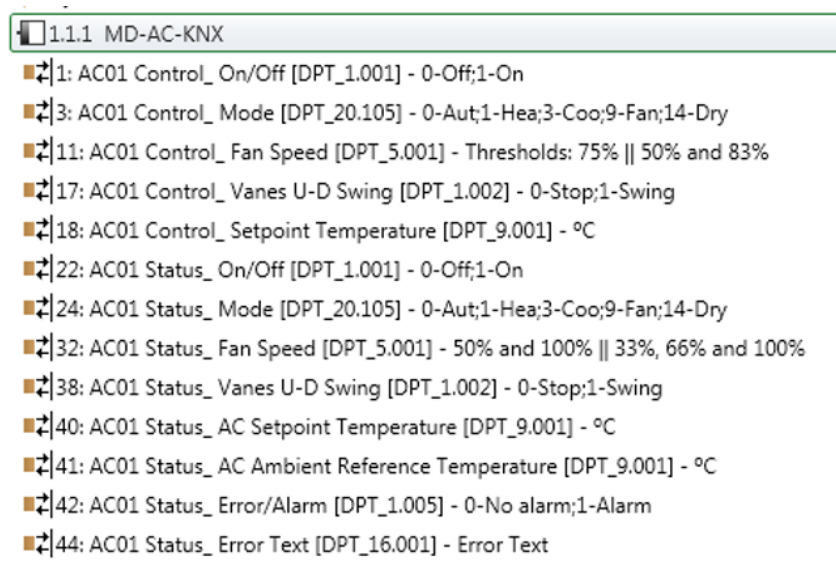 1.1.1 MD-AC-KNX
1: AC01 Control_ On/Off [DPT_1.001] - 0-Off;1-On
3: AC01 Control_ Mode [DPT_20.105] - 0-Aut;1-Hea;3-Coo;9-Fan;14-Dry
11: AC01 Control_ Fan Speed [DPT_5.001] - Thresholds: 75% || 50% and 83%
17: AC01 Control_ Vanes U-D Swing [DPT_1.002] - 0-Stop;1-Swing
18: AC01 Control_ Setpoint Temperature [DPT_9.001] - ºC
22: AC01 Status_ On/Off [DPT_1.001] - 0-Off;1-On
24: AC01 Status_ Mode [DPT_20.105] - 0-Aut;1-Hea;3-Coo;9-Fan;14-Dry
32: AC01 Status_ Fan Speed [DPT_5.001] - 50% and 100% || 33%, 66% and 100%
38: AC01 Status_ Vanes U-D Swing [DPT_1.002] - 0-Stop;1-Swing
40: AC01 Status_ AC Setpoint Temperature [DPT_9.001] - ºC
41: AC01 Status_ AC Ambient Reference Temperature [DPT_9.001] - ºC
42: AC01 Status_ Error/Alarm [DPT_1.005] - 0-No alarm;1-Alarm
44: AC01 Status_ Error Text [DPT_16.001] - Error Text